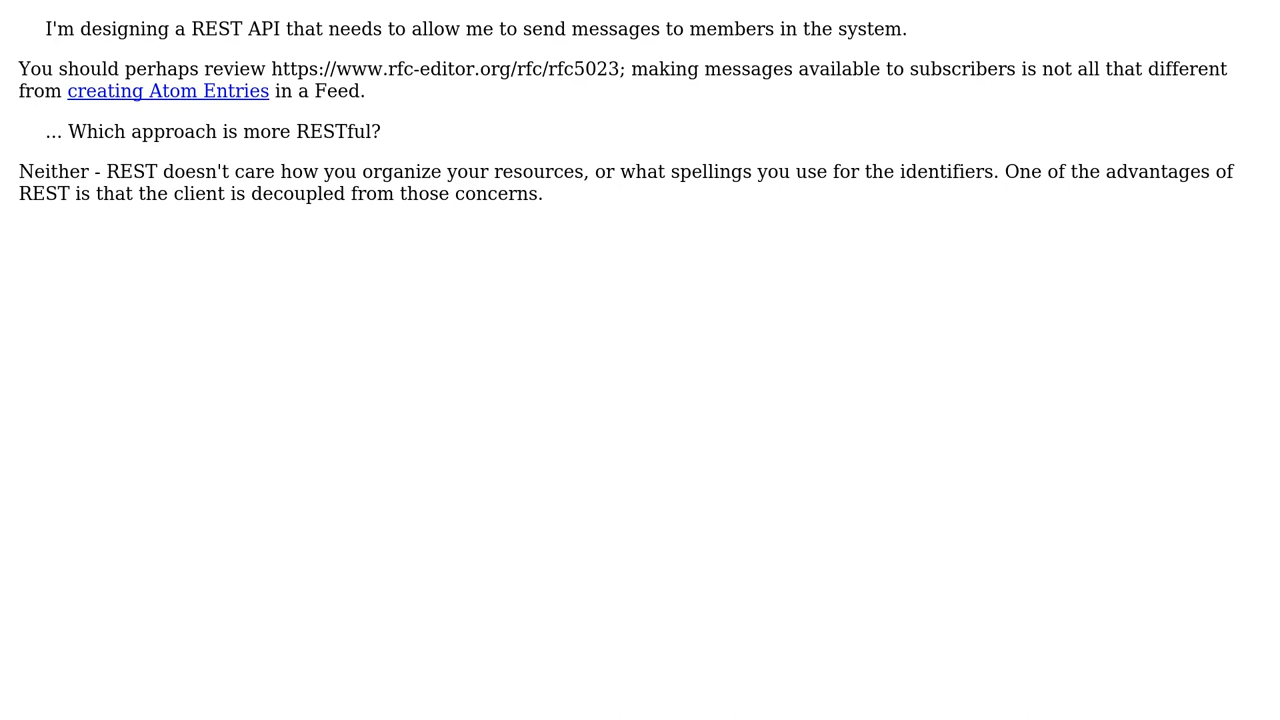 I'm designing a REST API that needs to allow me to send messages to members in the system.
You should perhaps review https://www.rfc-editor.org/rfc/rfc5023; making messages available to subscribers is not all that different
from creating Atom Entries in a Feed.
... Which approach is more RESTful?
Neither - REST doesn't care how you organize your resources, or what spellings you use for the identifiers. One of the advantages of
REST is that the client is decoupled from those concerns.